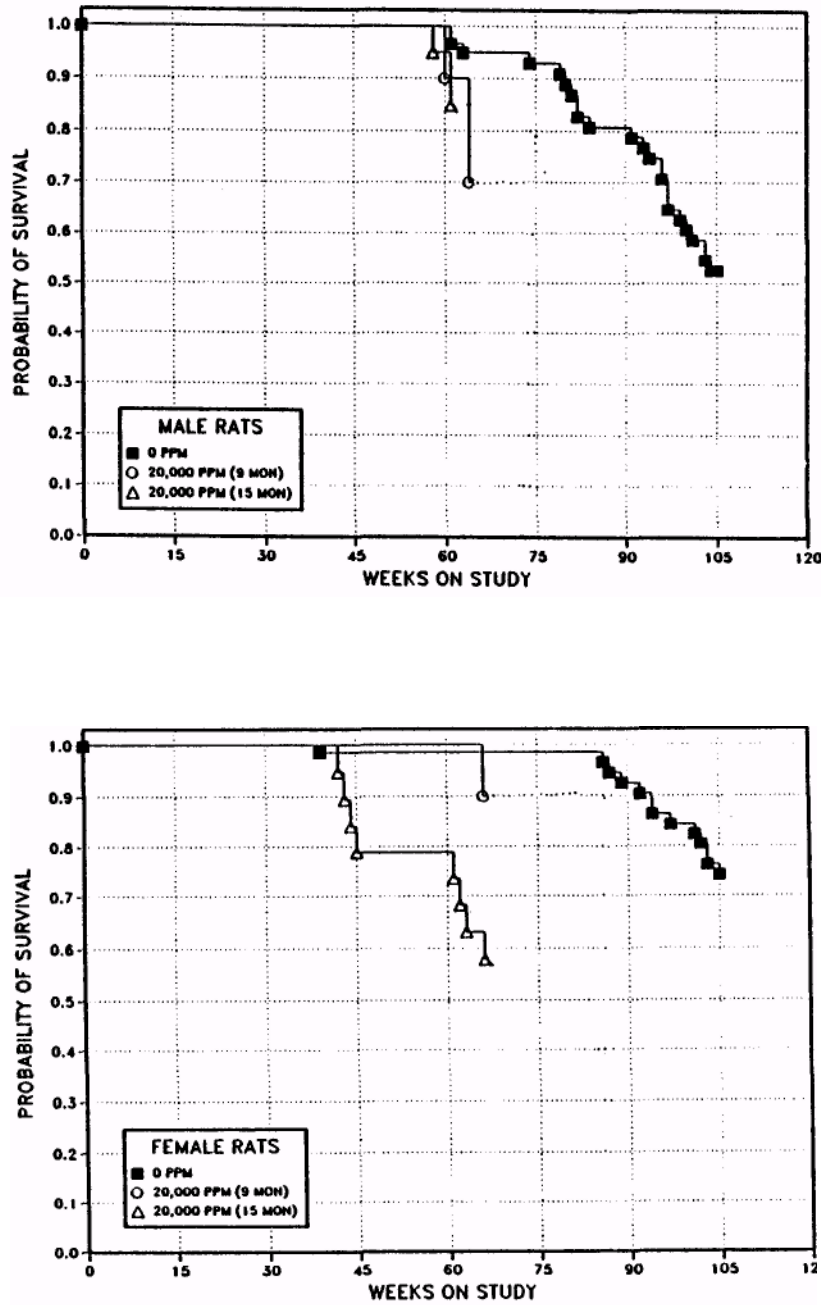 1.0
0.9
0.8
0.7
0.6
0.5
0.4
0.3
0.2
0.1
0.0
PROBABILITY OF SURVIVAL
MALE RATS
0 PPM
20,000 PPM (9 MON)
20,000 PPM (15 MON)
0 15 30 45 60 75 90 105 120
WEEKS ON STUDY
1.0
0.9
0.8
0.7
0.6
0.5
0.4
0.3
0.2
0.1
0.0
PROBABILITY OF SURVIVAL
FEMALE RATS
0 PPM
20,000 PPM (9 MON)
20,000 PPM (15 MON)
0 15 30 45 60 75 90 105 12
WEEKS ON STUDY